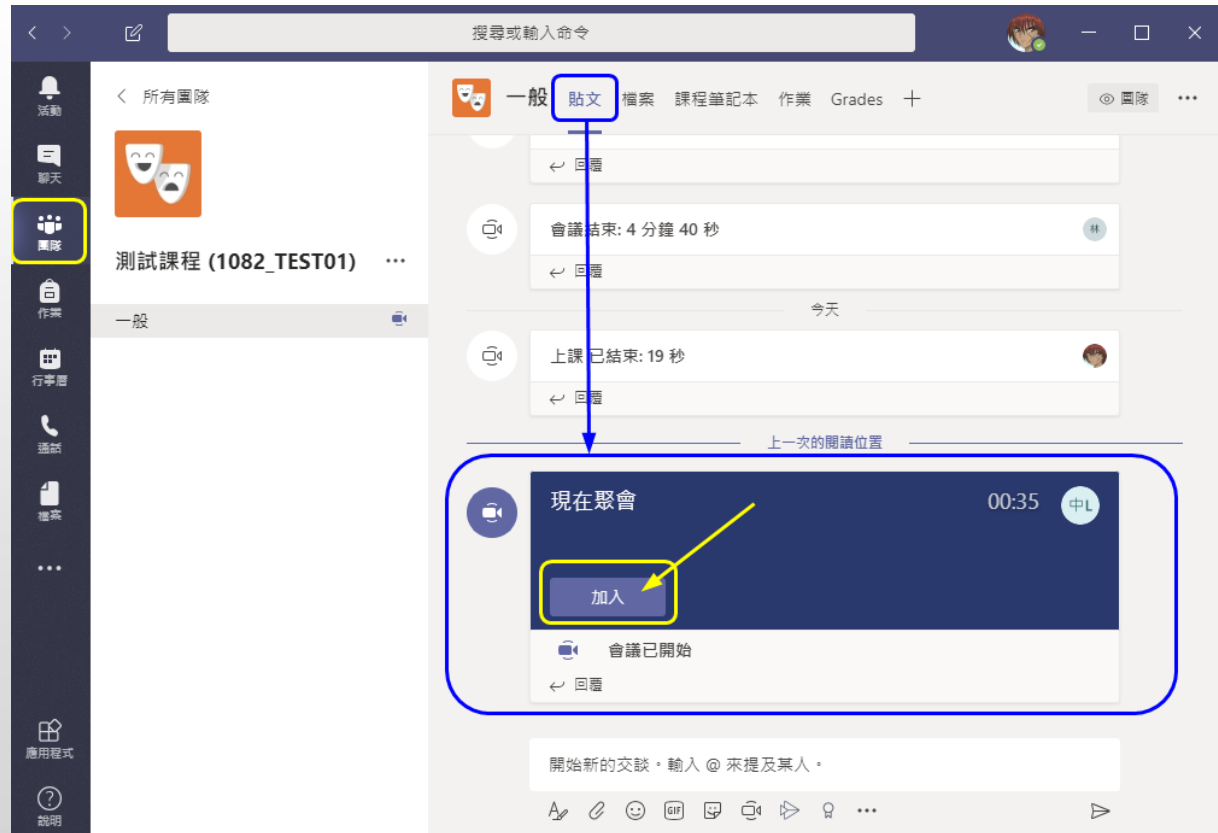 搜尋或輸入命令
活動
聊天
團隊
作業
行事曆
通話
檔案
應用程式
說明
所有團隊
測試課程 (1082_TEST01)
一般
一般 貼文 檔案 課程筆記本 作業 Grades
團隊
回覆
會議結束: 4 分鐘 40 秒
林
回覆
今天
上課 已結束: 19 秒
回覆
上一次的閱讀位置
現在聚會 00:35 中L
加入
會議已開始
回覆
開始新的交談。輸入 @ 來提及某人。
GIF